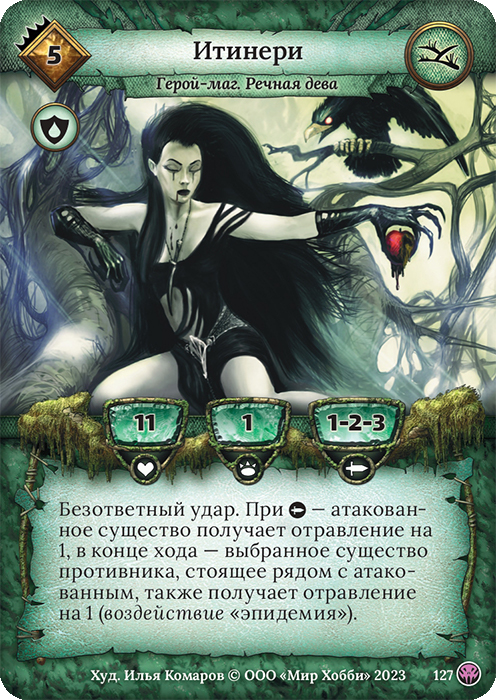 5
Итинери
Герой-маг. Речная дева
11
1
1-2-3
Безответный удар. При — атакован-
ное существо получает отравление на
1, в конце хода — выбранное существо
противника, стоящее рядом с атако-
ванным, также получает отравление
на 1 (воздействие «эпидемия»).
Худ. Илья Комаров © ООО «Мир Хобби» 2023
127